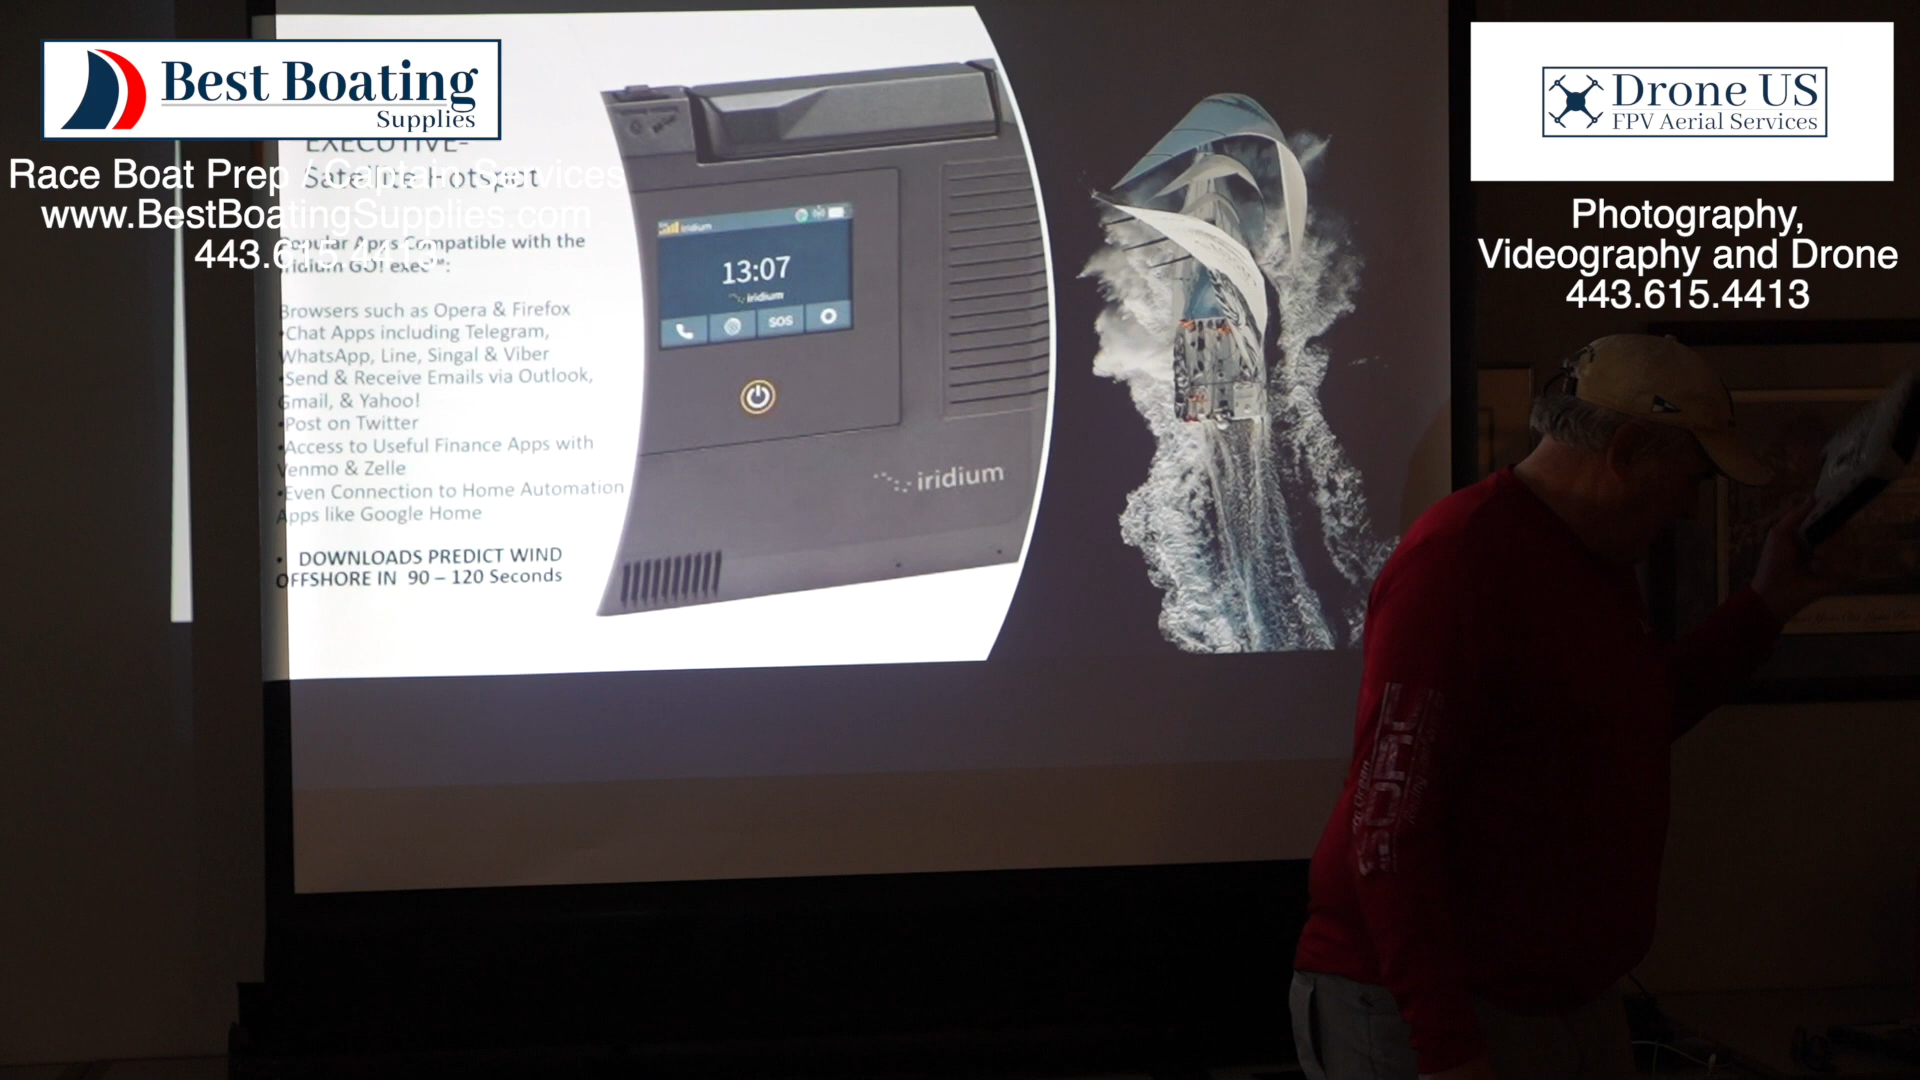 Best Boating
Supplies
Race Boat Prep / Captain Services
www.BestBoatingSupplies.com
443.615.4413
Drone US
FPV Aerial Services
Photography,
Videography and Drone
443.615.4413
EXECUTIVE-
Satellite Hotspot
Popular Apps Compatible with the
Iridium GO! exec™:
Browsers such as Opera & Firefox
•Chat Apps including Telegram,
WhatsApp, Line, Singal & Viber
•Send & Receive Emails via Outlook,
Gmail, & Yahoo!
•Post on Twitter
•Access to Useful Finance Apps with
Venmo & Zelle
•Even Connection to Home Automation
Apps like Google Home
• DOWNLOADS PREDICT WIND
OFFSHORE IN 90 – 120 Seconds
Iridium
13:07
iridium
SOS
iridium